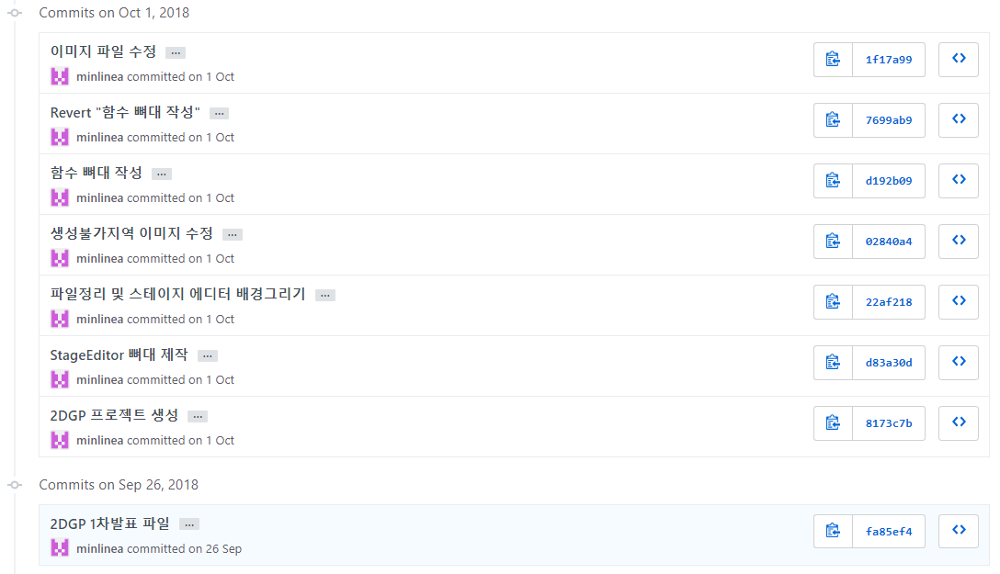 Commits on Oct 1, 2018
이미지 파일 수정 …
1f17a99
minlinea committed on 1 Oct
Revert "함수 뼈대 작성" …
7699ab9
minlinea committed on 1 Oct
함수 뼈대 작성 …
d192b09
minlinea committed on 1 Oct
생성불가지역 이미지 수정 …
02840a4
minlinea committed on 1 Oct
파일정리 및 스테이지 에디터 배경그리기 …
22af218
minlinea committed on 1 Oct
StageEditor 뼈대 제작 …
d83a30d
minlinea committed on 1 Oct
2DGP 프로젝트 생성 …
8173c7b
minlinea committed on 1 Oct
Commits on Sep 26, 2018
2DGP 1차발표 파일 …
fa85ef4
minlinea committed on 26 Sep